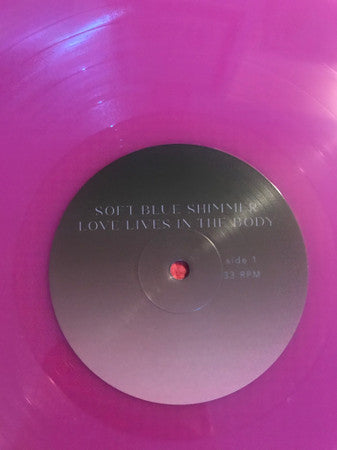 SOFT BLUE SHIMMER
LOVE LIVES IN THE BODY
side 1
33 RPM